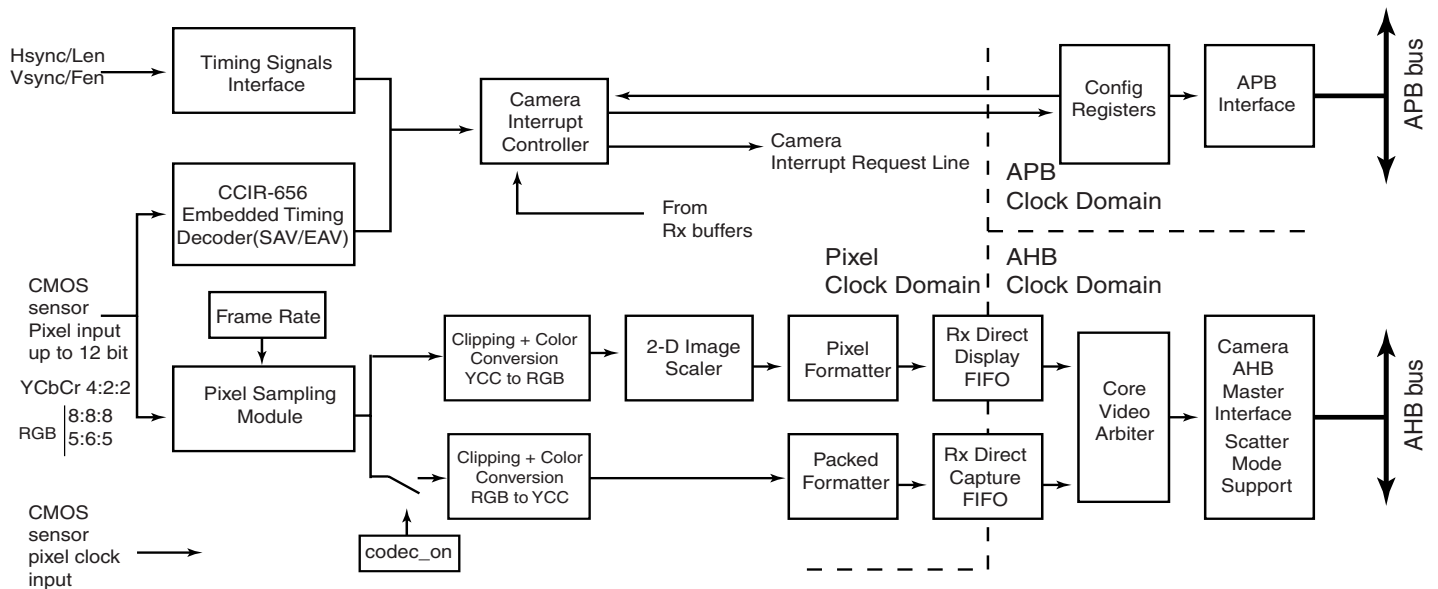 Hsync/Len
Vsync/Fen
Timing Signals
Interface
CCIR-656
Embedded Timing
Decoder(SAV/EAV)
Camera
Interrupt
Controller
Camera
Interrupt Request Line
From
Rx buffers
Config
Registers
APB
Interface
APB bus
APB
Clock Domain
Pixel
Clock Domain
AHB
Clock Domain
CMOS
sensor
Pixel input
up to 12 bit
YCbCr 4:2:2
RGB
8:8:8
5:6:5
Frame Rate
Pixel Sampling
Module
Clipping + Color
Conversion
YCC to RGB
2-D Image
Scaler
Pixel
Formatter
Rx Direct
Display
FIFO
Clipping + Color
Conversion
RGB to YCC
Packed
Formatter
Rx Direct
Capture
FIFO
Core
Video
Arbiter
Camera
AHB
Master
Interface
Scatter
Mode
Support
AHB bus
codec_on
CMOS
sensor
pixel clock
input